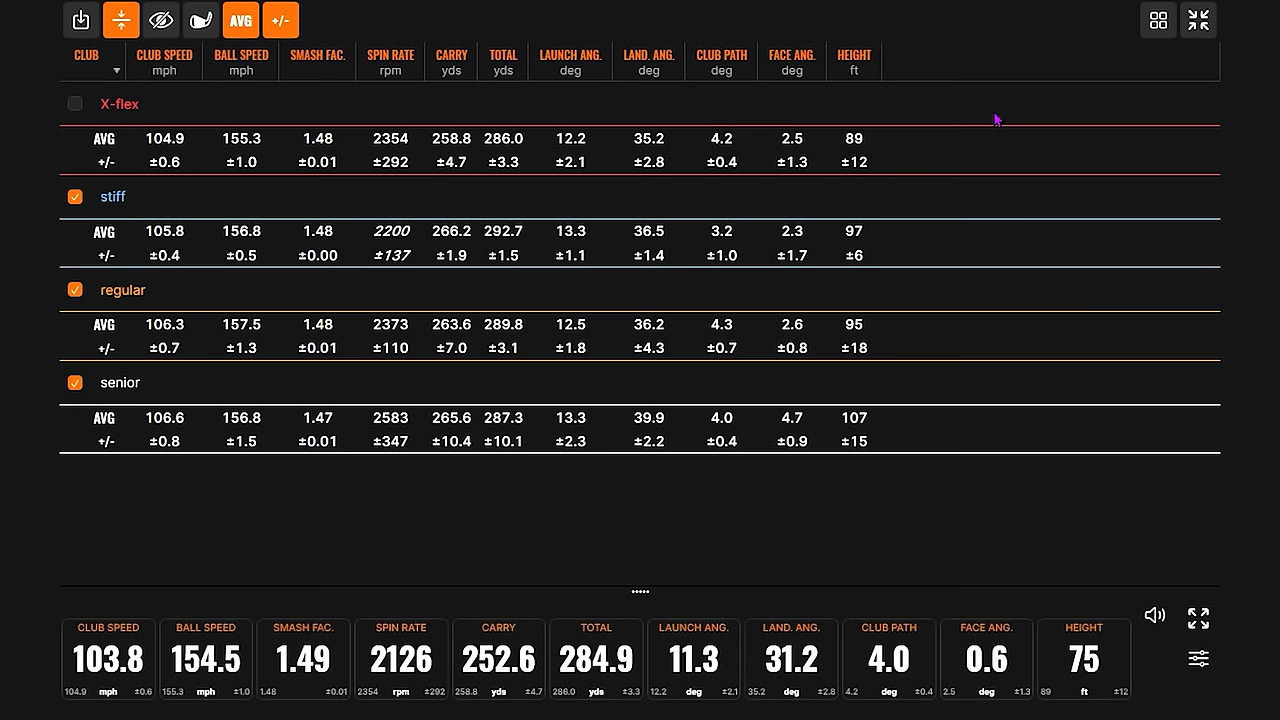 AVG +/-
CLUB CLUB SPEED BALL SPEED SMASH FAC. SPIN RATE CARRY TOTAL LAUNCH ANG. LAND. ANG. CLUB PATH FACE ANG. HEIGHT
mph mph rpm yds yds deg deg deg deg ft
X-flex
AVG 104.9 155.3 1.48 2354 258.8 286.0 12.2 35.2 4.2 2.5 89
+/- ±0.6 ±1.0 ±0.01 ±292 ±4.7 ±3.3 ±2.1 ±2.8 ±0.4 ±1.3 ±12
stiff
AVG 105.8 156.8 1.48 2200 266.2 292.7 13.3 36.5 3.2 2.3 97
+/- ±0.4 ±0.5 ±0.00 ±137 ±1.9 ±1.5 ±1.1 ±1.4 ±1.0 ±1.7 ±6
regular
AVG 106.3 157.5 1.48 2373 263.6 289.8 12.5 36.2 4.3 2.6 95
+/- ±0.7 ±1.3 ±0.01 ±110 ±7.0 ±3.1 ±1.8 ±4.3 ±0.7 ±0.8 ±18
senior
AVG 106.6 156.8 1.47 2583 265.6 287.3 13.3 39.9 4.0 4.7 107
+/- ±0.8 ±1.5 ±0.01 ±347 ±10.4 ±10.1 ±2.3 ±2.2 ±0.4 ±0.9 ±15
CLUB SPEED BALL SPEED SMASH FAC. SPIN RATE CARRY TOTAL LAUNCH ANG. LAND. ANG. CLUB PATH FACE ANG. HEIGHT
103.8 154.5 1.49 2126 252.6 284.9 11.3 31.2 4.0 0.6 75
104.9 mph ±0.6 155.3 mph ±1.0 1.48 ±0.01 2354 rpm ±292 258.8 yds ±4.7 286.0 yds ±3.3 12.2 deg ±2.1 35.2 deg ±2.8 4.2 deg ±0.4 2.5 deg ±1.3 89 ft ±12